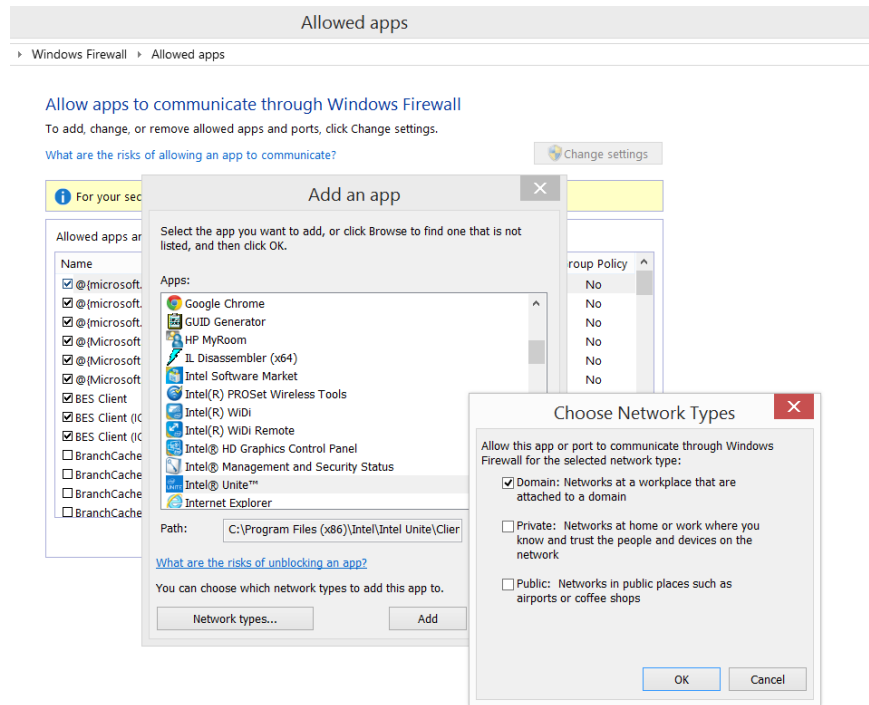 Allowed apps
Windows Firewall
Allowed apps
Allow apps to communicate through Windows Firewall
To add, change, or remove allowed apps and ports, click Change settings.
What are the risks of allowing an app to communicate?
Change settings
For your sec
Allowed apps ar
Name
roup Policy
@{microsoft.
No
@{microsoft.
No
@{microsoft.
No
@{Microsoft
No
@{Microsoft
No
@{Microsoft
No
BES Client
BES Client (IC
BES Client (IC
BranchCache
BranchCache
BranchCache
BranchCache
Add an app
Select the app you want to add, or click Browse to find one that is not
listed, and then click OK.
Apps:
Google Chrome
GUID Generator
HP MyRoom
IL Disassembler (x64)
Intel Software Market
Intel(R) PROSet Wireless Tools
Intel(R) WiDi
Intel(R) WiDi Remote
Intel® HD Graphics Control Panel
Intel® Management and Security Status
Intel® Unite™
Internet Explorer
Path:
C:\Program Files (x86)\Intel\Intel Unite\Clier
What are the risks of unblocking an app?
You can choose which network types to add this app to.
Network types...
Add
Choose Network Types
Allow this app or port to communicate through Windows
Firewall for the selected network type:
Domain: Networks at a workplace that are
attached to a domain
Private: Networks at home or work where you
know and trust the people and devices on the
network
Public: Networks in public places such as
airports or coffee shops
OK
Cancel